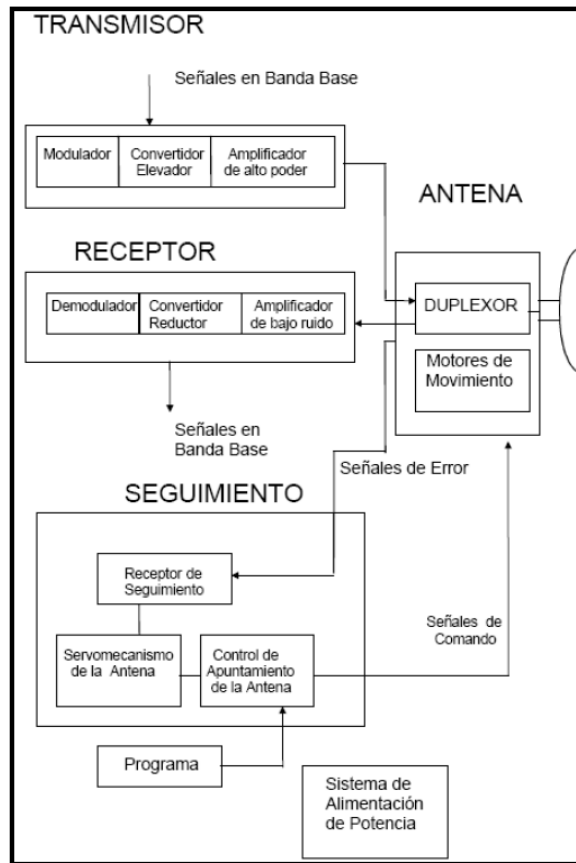 TRANSMISOR
Señales en Banda Base
Modulador
Convertidor
Elevador
Amplificador
de alto poder
ANTENA
RECEPTOR
DUPLEXOR
Demodulador
Convertidor
Reductor
Amplificador
de bajo ruido
Motores de
Movimiento
Señales en
Banda Base
Señales de Error
SEGUIMIENTO
Receptor de
Seguimiento
Señales de
Comando
Servomecanismo
de la Antena
Control de
Apuntamiento
de la Antena
Programa
Sistema de
Alimentación
de Potencia